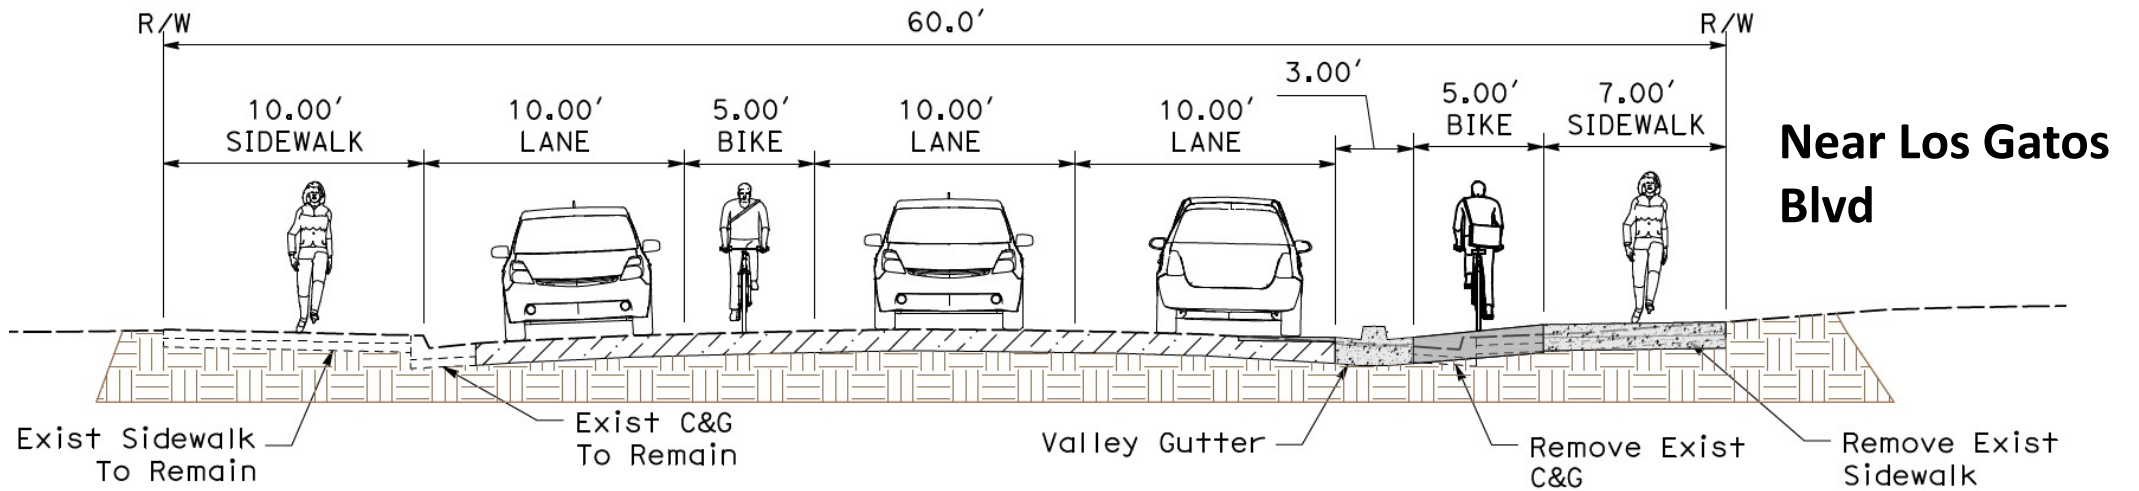 R/W
60.0'
R/W
3.00'
10.00'
SIDEWALK
10.00'
LANE
5.00'
BIKE
10.00'
LANE
10.00'
LANE
5.00'
BIKE
7.00'
SIDEWALK
Near Los Gatos
Blvd
Exist Sidewalk
To Remain
Exist C&G
To Remain
Valley Gutter
Remove Exist
C&G
Remove Exist
Sidewalk